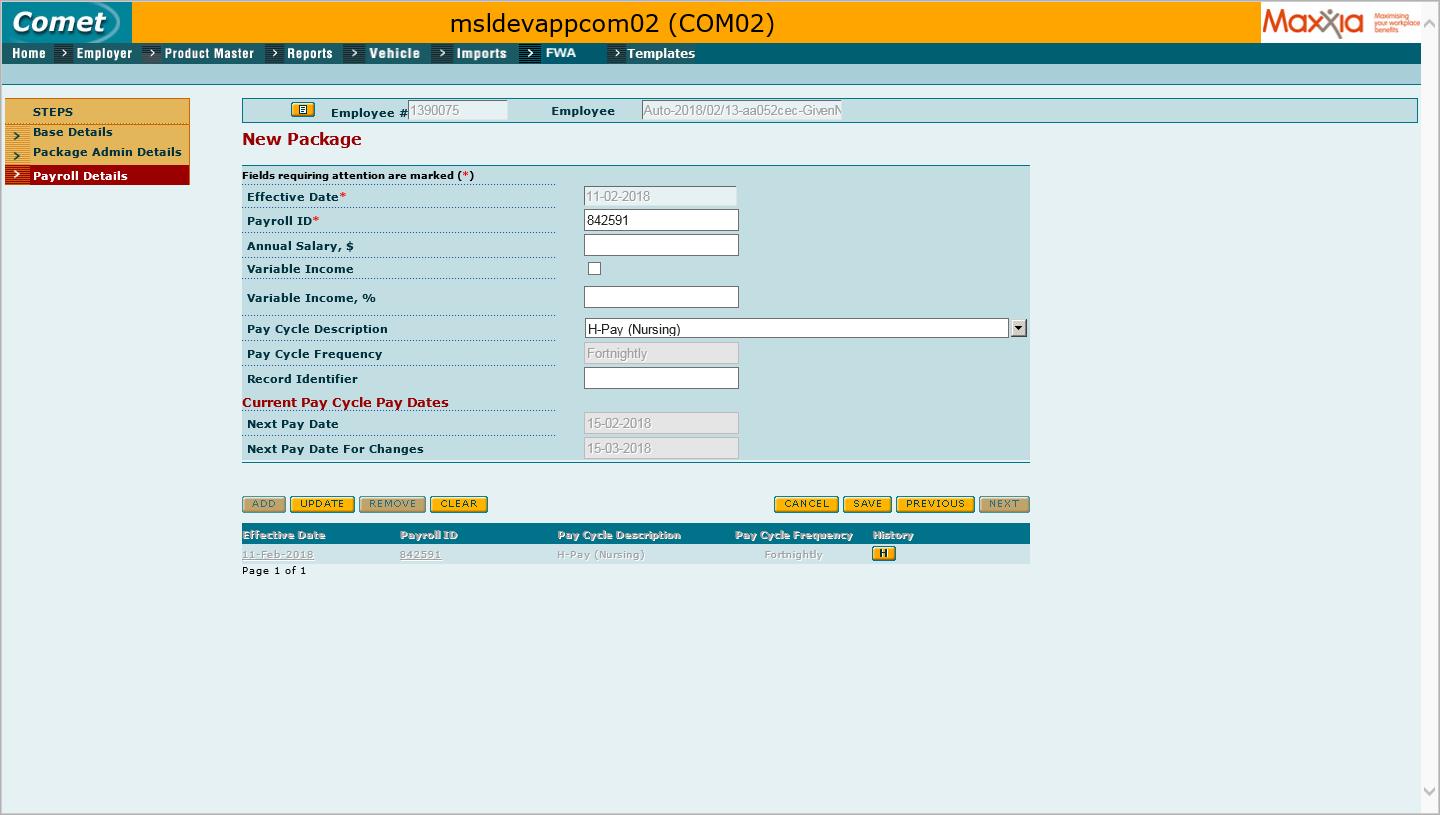 Comet
msldevappcom02 (COM02)
Maxxia Maximising your workplace benefits
Home Employer Product Master Reports Vehicle Imports FWA Templates
STEPS
Base Details
Package Admin Details
Payroll Details
Employee # 1390075 Employee Auto-2018/02/13-aa052cec-GivenN
New Package
Fields requiring attention are marked (*)
Effective Date* 11-02-2018
Payroll ID* 842591
Annual Salary, $
Variable Income
Variable Income, %
Pay Cycle Description H-Pay (Nursing)
Pay Cycle Frequency Fortnightly
Record Identifier
Current Pay Cycle Pay Dates
Next Pay Date 15-02-2018
Next Pay Date For Changes 15-03-2018
ADD UPDATE REMOVE CLEAR CANCEL SAVE PREVIOUS NEXT
Effective Date Payroll ID Pay Cycle Description Pay Cycle Frequency History
11-Feb-2018 842591 H-Pay (Nursing) Fortnightly H
Page 1 of 1